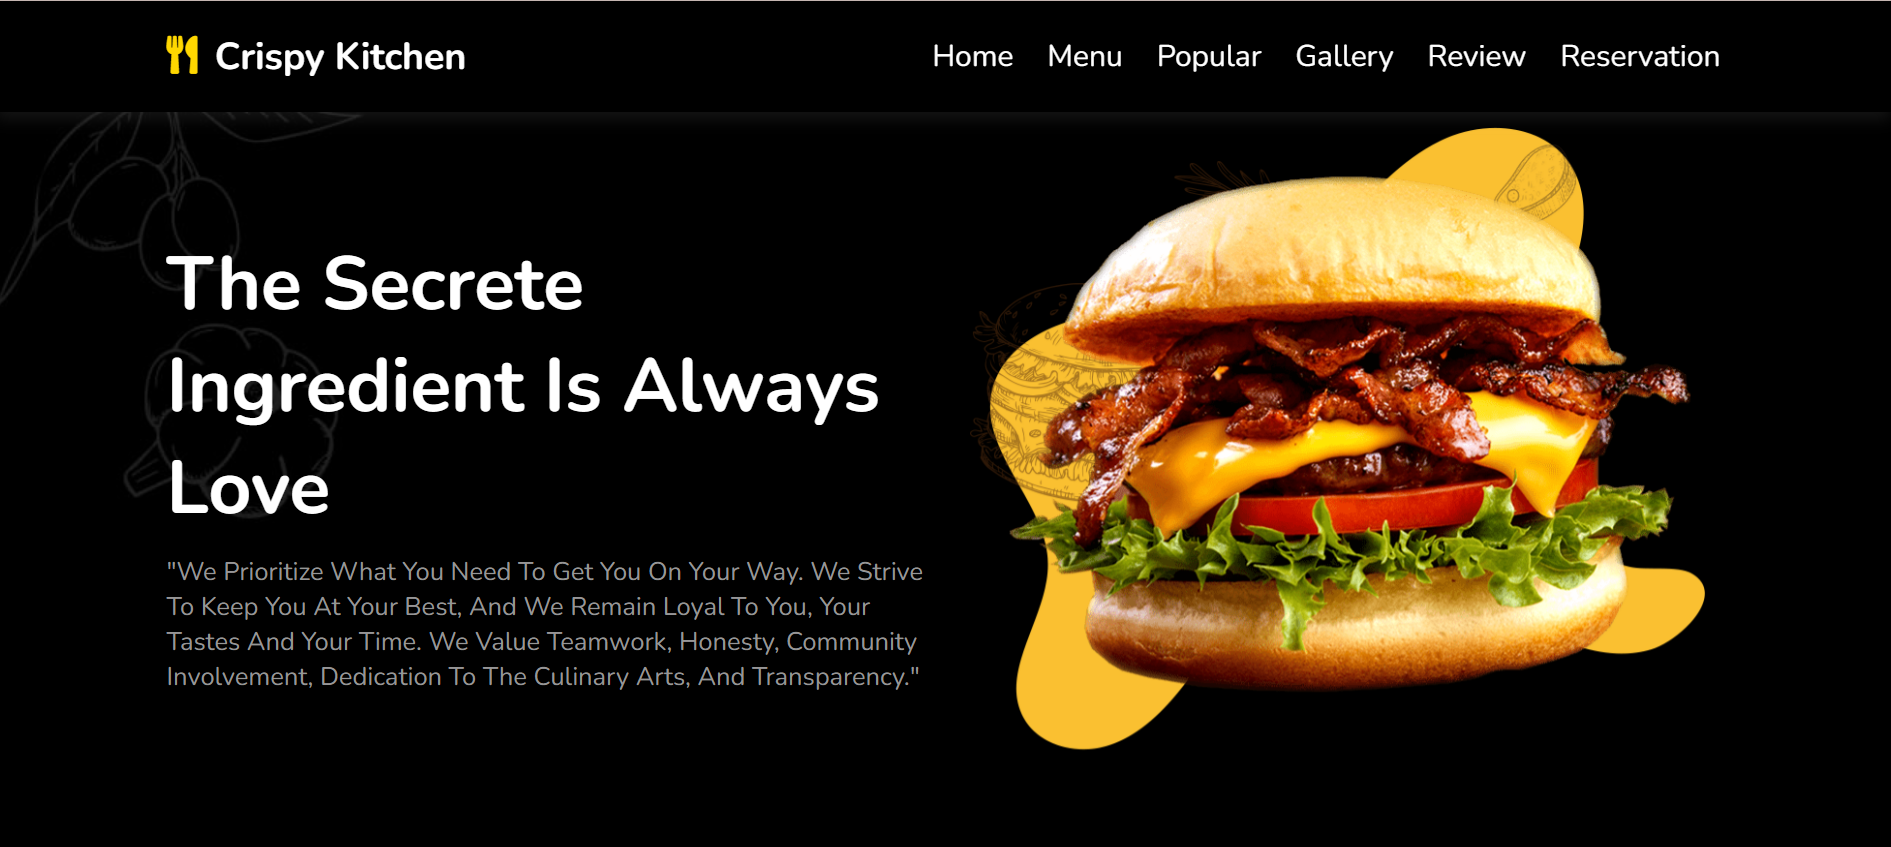 Crispy Kitchen
Home Menu Popular Gallery Review Reservation
The Secrete
Ingredient Is Always
Love
"We Prioritize What You Need To Get You On Your Way. We Strive
To Keep You At Your Best, And We Remain Loyal To You, Your
Tastes And Your Time. We Value Teamwork, Honesty, Community
Involvement, Dedication To The Culinary Arts, And Transparency."